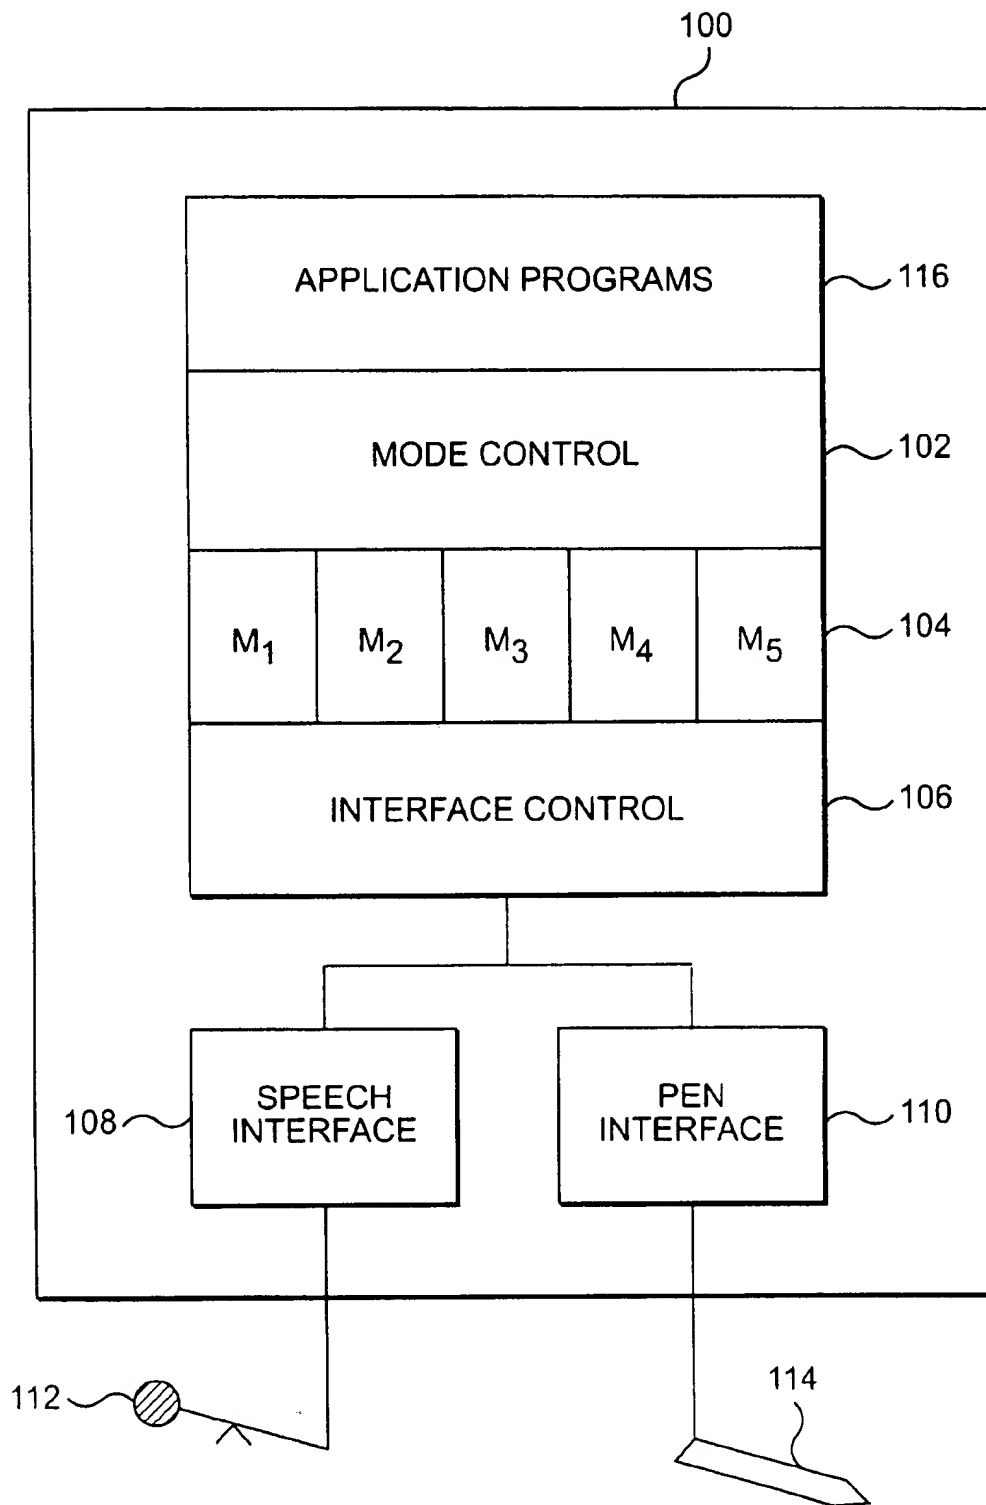 100
APPLICATION PROGRAMS
116
MODE CONTROL
102
M1 M2 M3 M4 M5
104
INTERFACE CONTROL
106
SPEECH
INTERFACE
108
PEN
INTERFACE
110
112
114